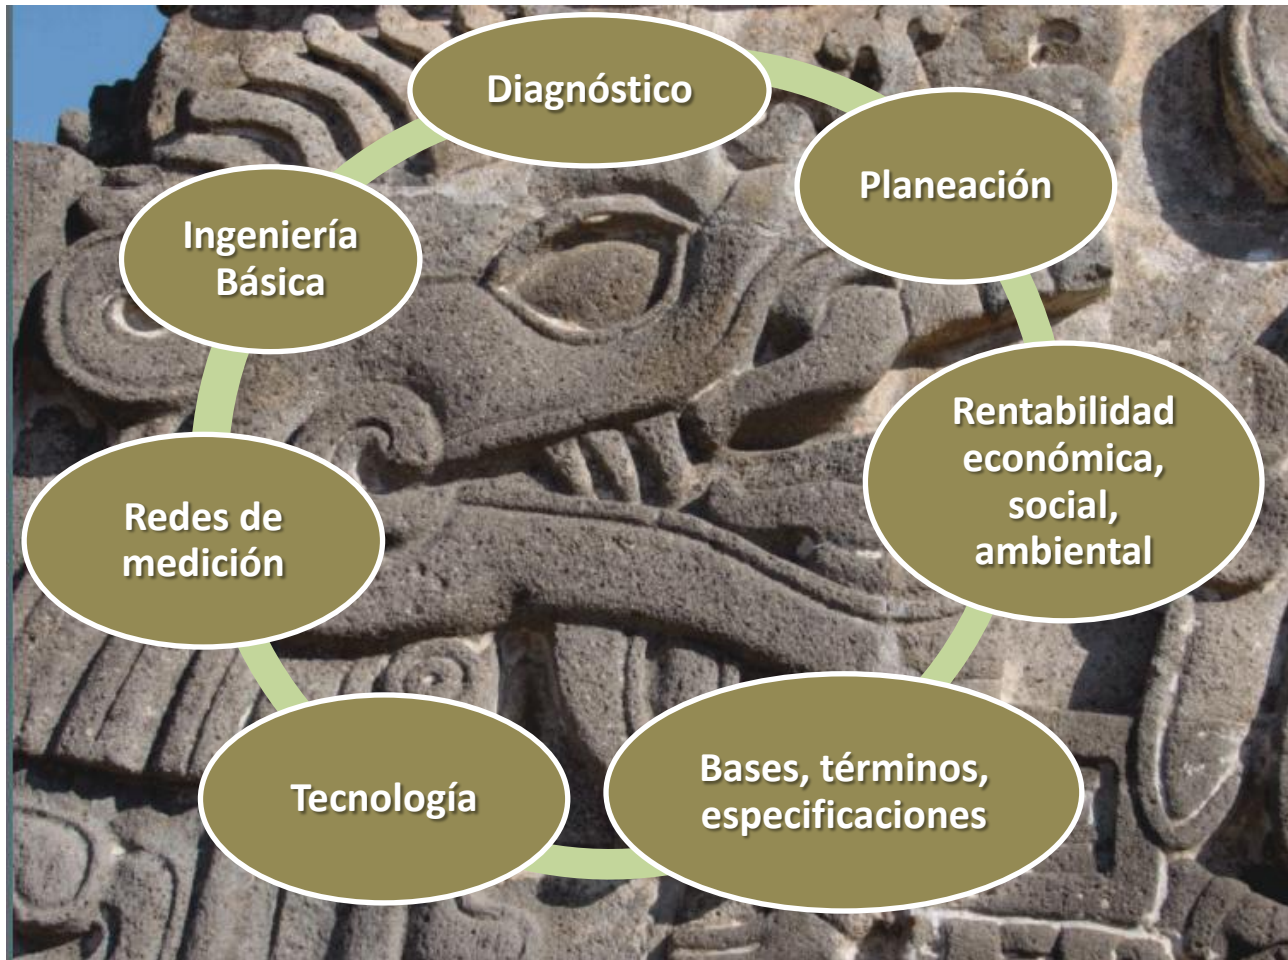 Diagnóstico
Planeación
Rentabilidad
económica,
social,
ambiental
Bases, términos,
especificaciones
Tecnología
Redes de
medición
Ingeniería
Básica